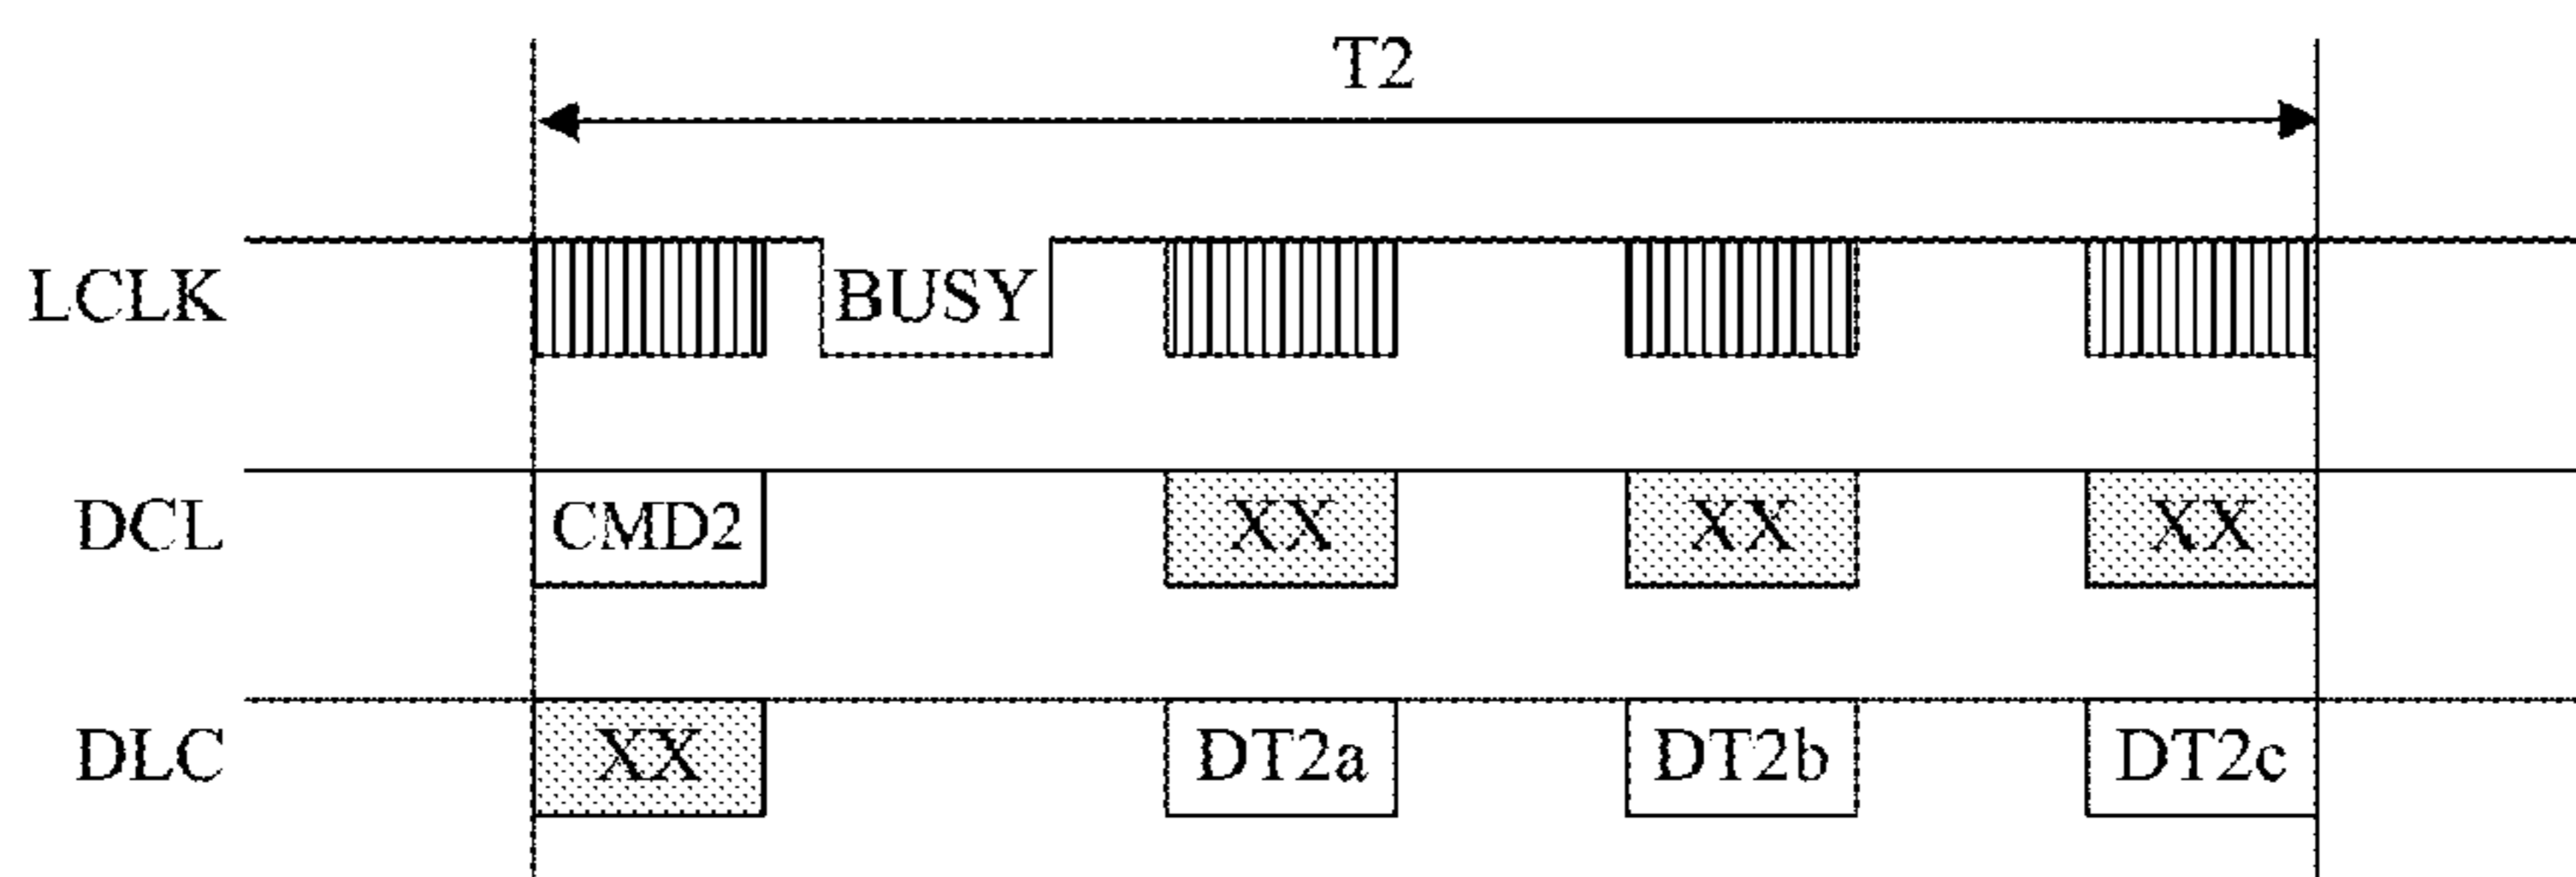 T2
LCLK BUSY
DCL CMD2 XX XX XX
DLC XX DT2a DT2b DT2c